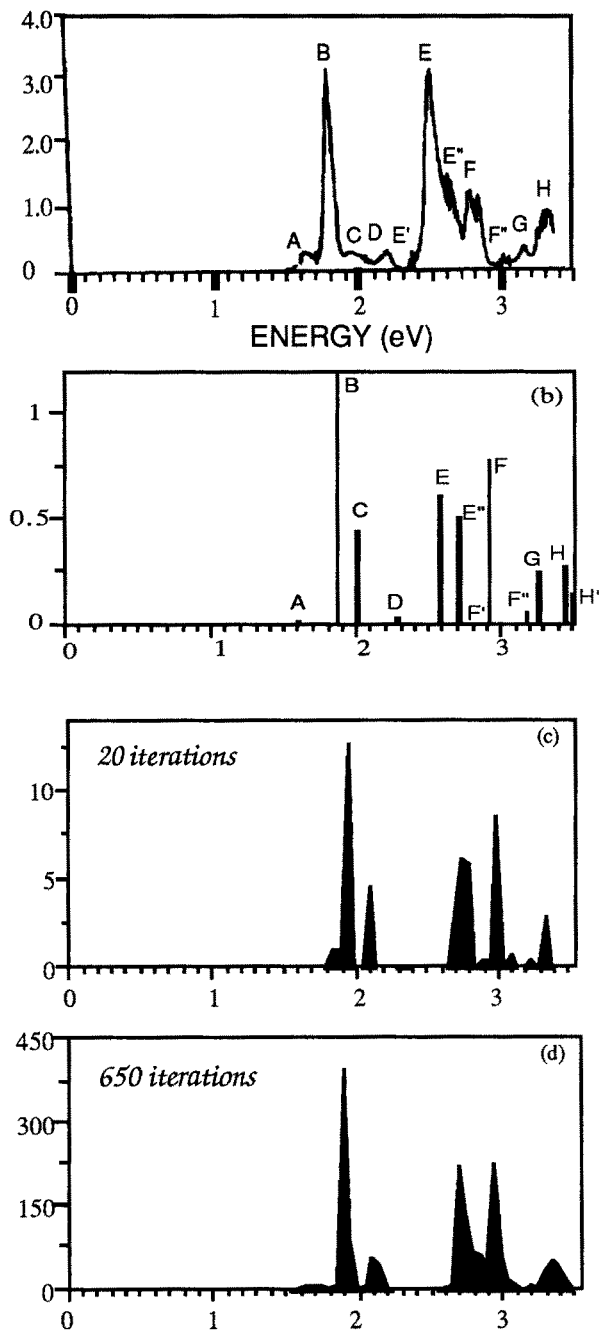 4.0
B
E
3.0
2.0
E" F
1.0
H
A
C D E'
F" G
0
0 1 2 3
ENERGY (eV)
B
(b)
1
F
E
C
E"
0.5
G H
A
D
F' F"
H'
0
0 1 2 3
(c)
20 iterations
10
5
0
0 1 2 3
450
(d)
650 iterations
300
150
0
0 1 2 3